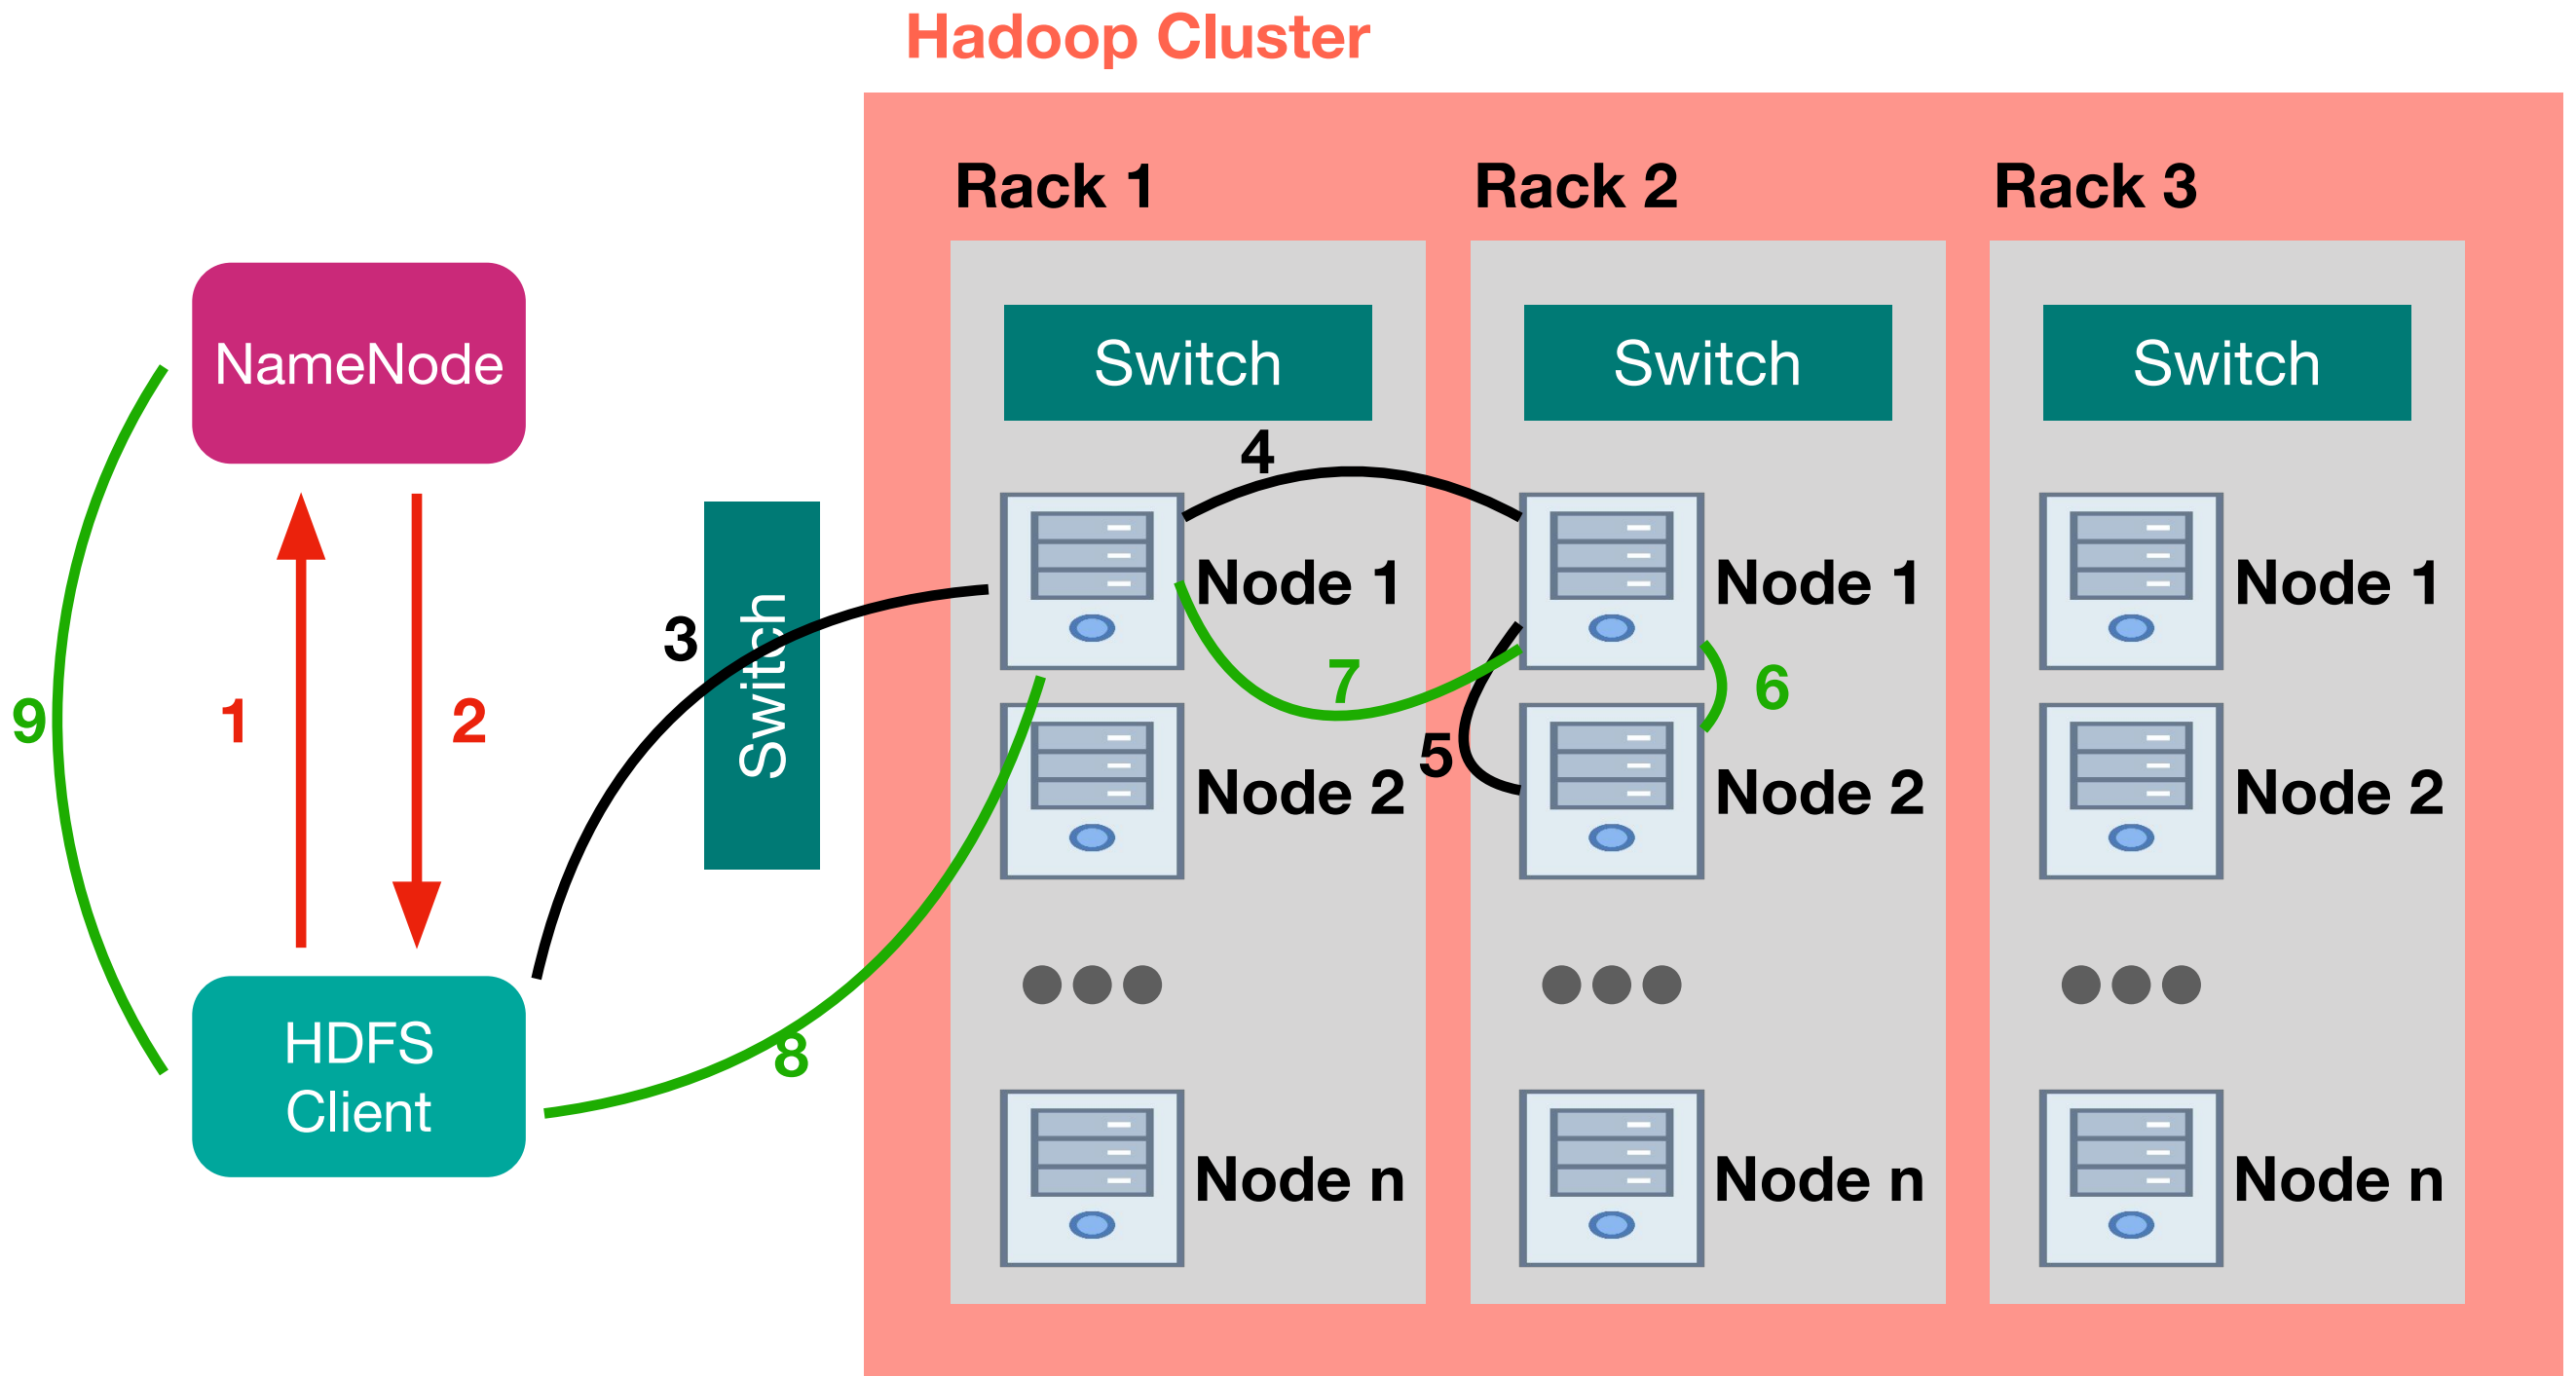 Hadoop Cluster
Rack 1
Rack 2
Rack 3
NameNode
Switch
Switch
Switch
4
Switch
3
Node 1
Node 1
Node 1
9
1
2
7
6
5
Node 2
Node 2
Node 2
HDFS
Client
8
Node n
Node n
Node n